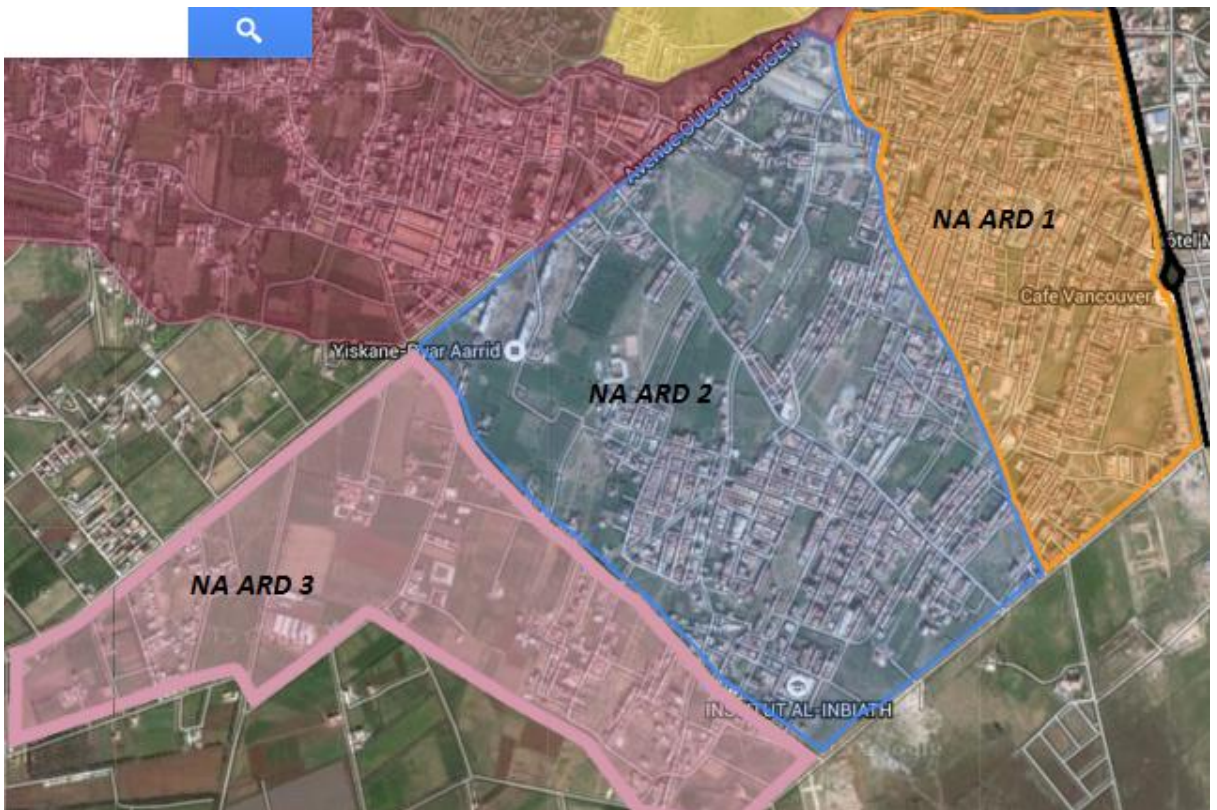 Avenue OULAD LAHCEN
NA ARD 1
Hôtel M
Cafe Vancouver
Yiskane-Dyar Aarrid
NA ARD 2
NA ARD 3
INSTITUT AL-INBIATH